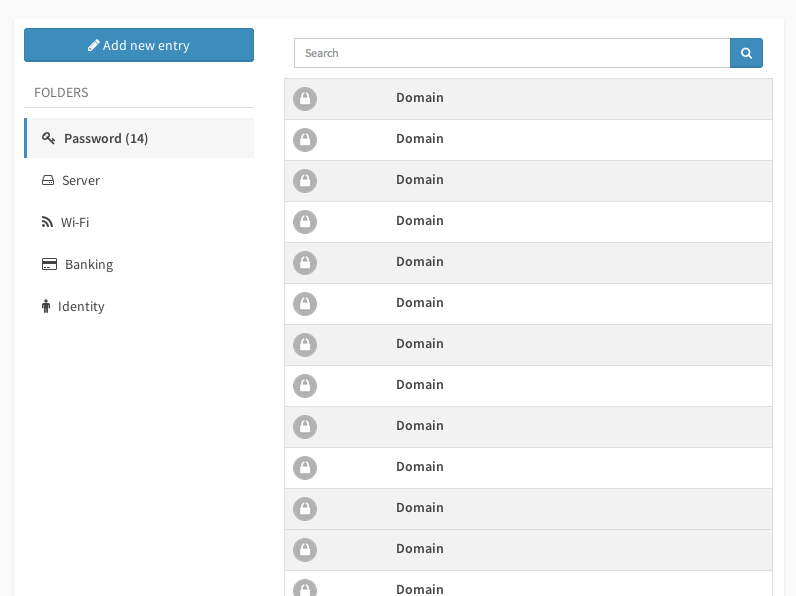 Add new entry
FOLDERS
Password (14)
Server
Wi-Fi
Banking
Identity
Search
Domain
Domain
Domain
Domain
Domain
Domain
Domain
Domain
Domain
Domain
Domain
Domain
Domain